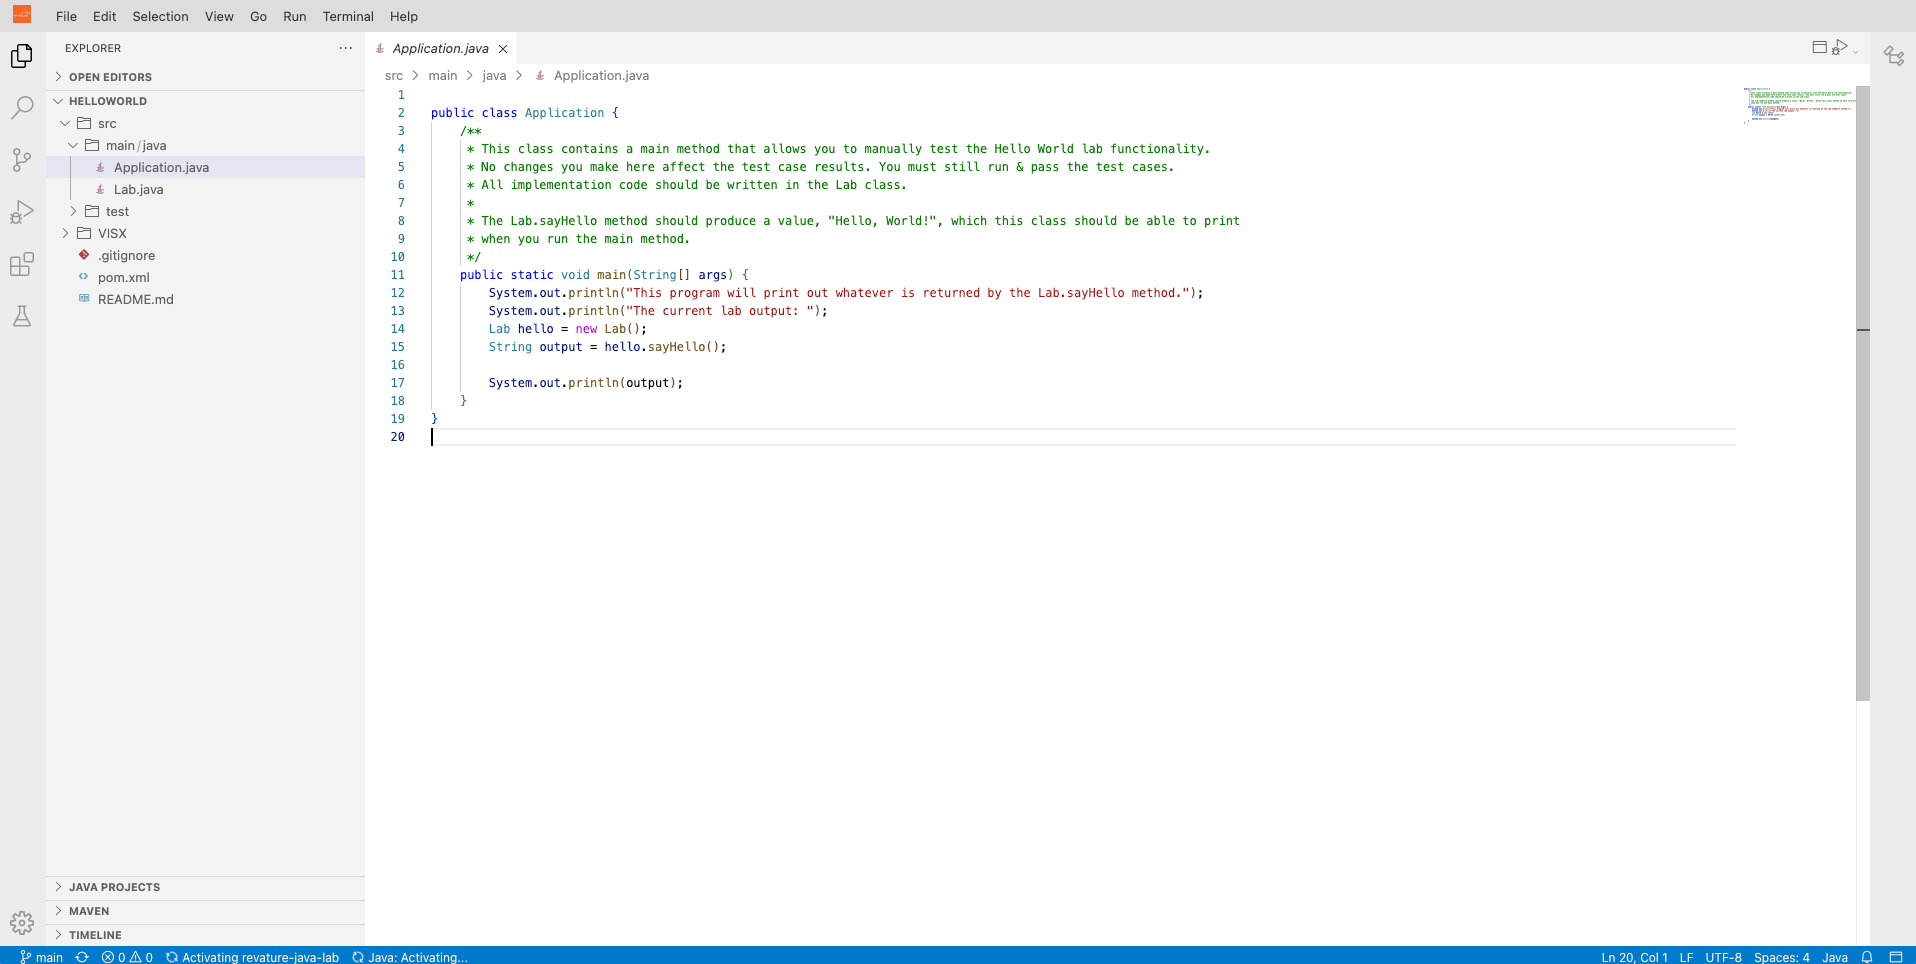 File Edit Selection View Go Run Terminal Help
EXPLORER
OPEN EDITORS
HELLOWORLD
src
main/java
Application.java
Lab.java
test
VISX
.gitignore
pom.xml
README.md
JAVA PROJECTS
MAVEN
TIMELINE
Application.java
src main java Application.java
1
2 public class Application {
3 /**
4 * This class contains a main method that allows you to manually test the Hello World lab functionality.
5 * No changes you make here affect the test case results. You must still run & pass the test cases.
6 * All implementation code should be written in the Lab class.
7 *
8 * The Lab.sayHello method should produce a value, "Hello, World!", which this class should be able to print
9 * when you run the main method.
10 */
11 public static void main(String[] args) {
12 System.out.println("This program will print out whatever is returned by the Lab.sayHello method.");
13 System.out.println("The current lab output: ");
14 Lab hello = new Lab();
15 String output = hello.sayHello();
16
17 System.out.println(output);
18 }
19 }
20
main 0 0 Activating revature-java-lab Java: Activating... Ln 20, Col 1 LF UTF-8 Spaces: 4 Java